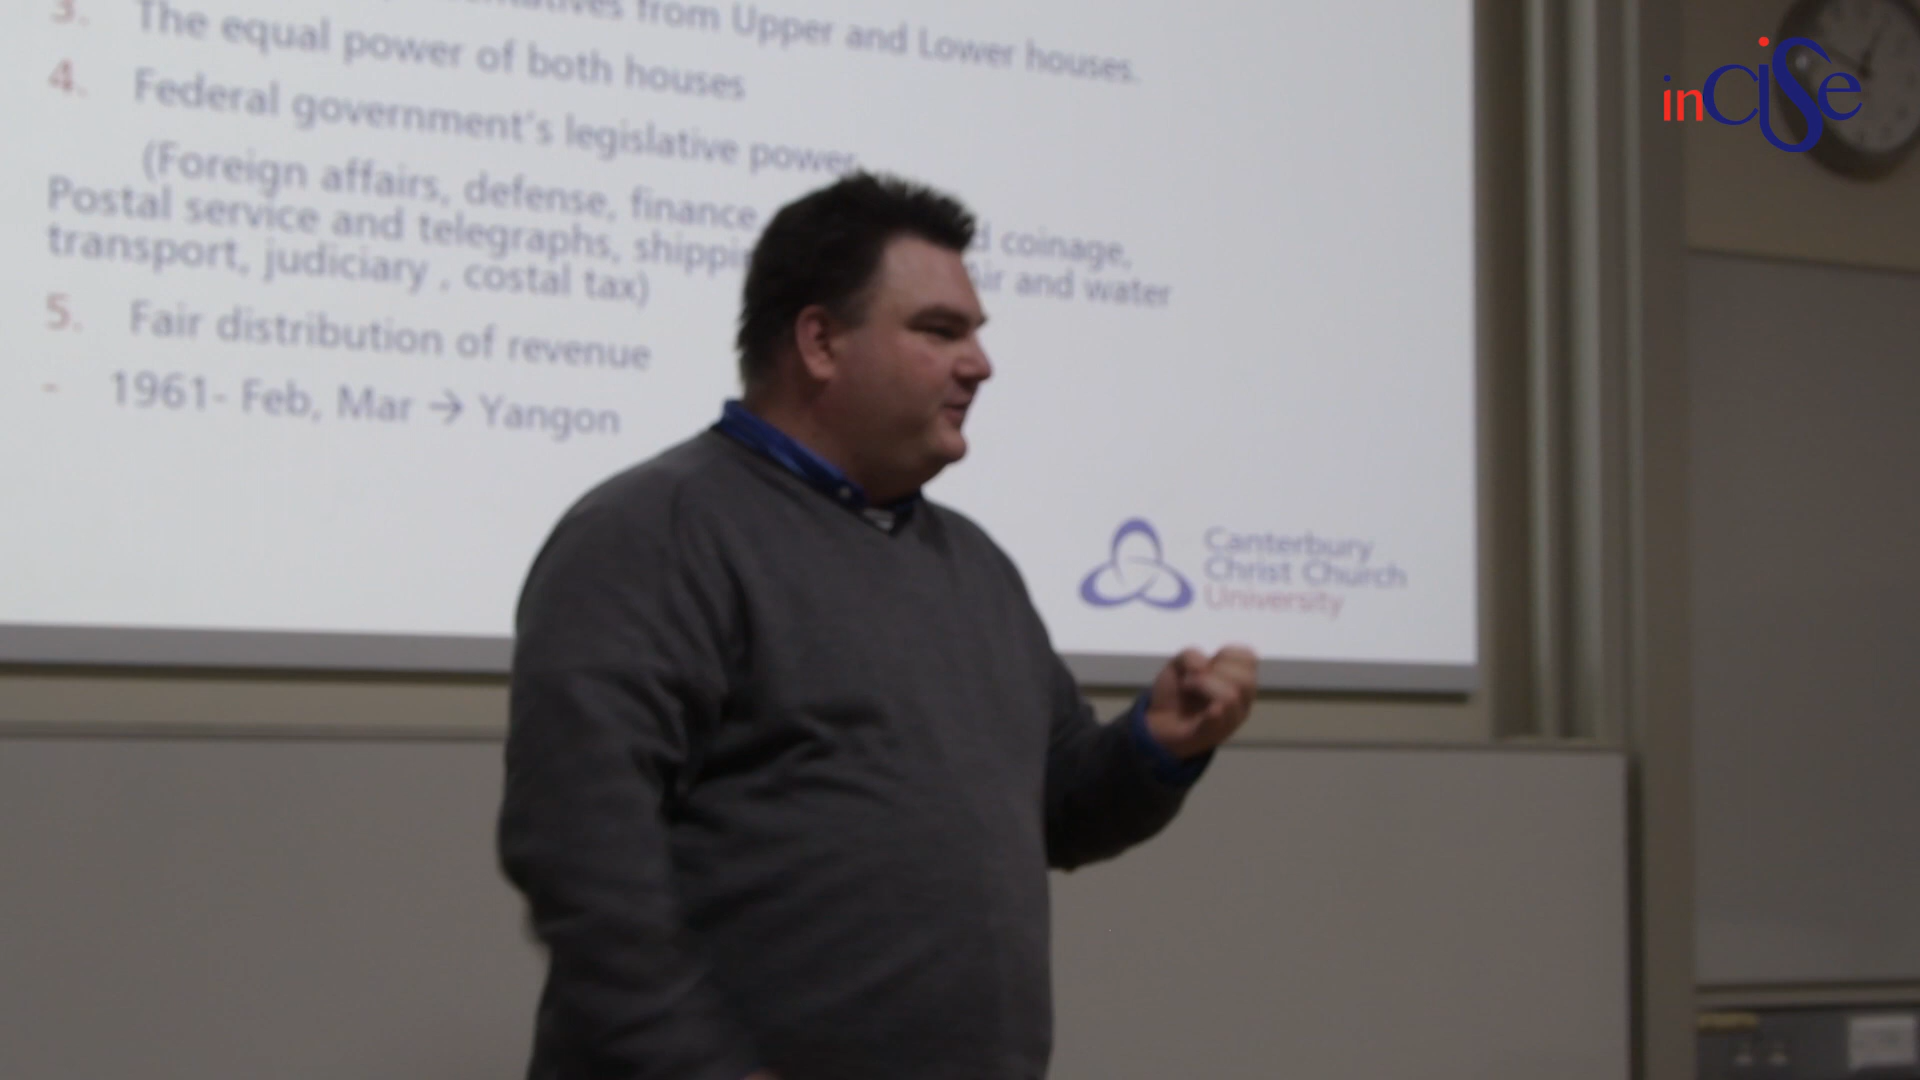 from Upper and Lower houses.
3. The equal power of both houses
4. Federal government's legislative power
(Foreign affairs, defense, finance coinage,
Postal service and telegraphs, and water
transport, judiciary , costal tax)
5. Fair distribution of revenue
- 1961- Feb, Mar → Yangon
Canterbury
Christ Church
University
inCiSe